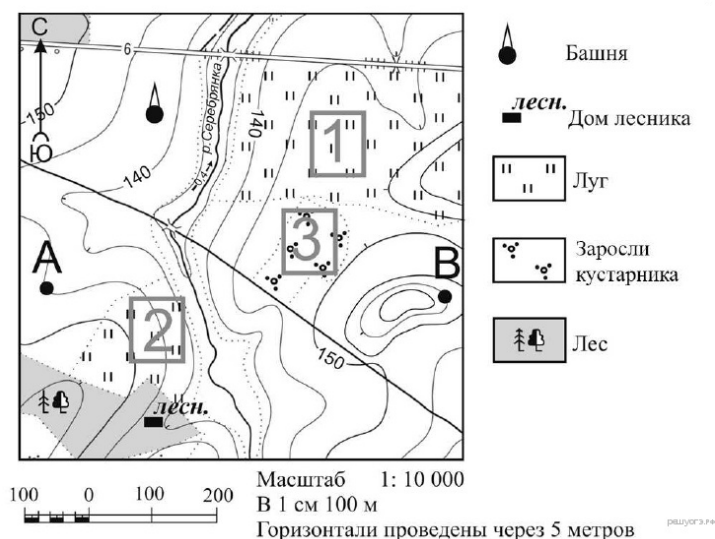 С
6
150
Ю
140
р.Серебрянка
0,4
140
1
3
А
В
2
150
лесн.
Башня
лесн.
Дом лесника
Луг
Заросли
кустарника
Лес
100 0 100 200
Масштаб 1: 10 000
В 1 см 100 м
Горизонтали проведены через 5 метров
решуогэ.рф